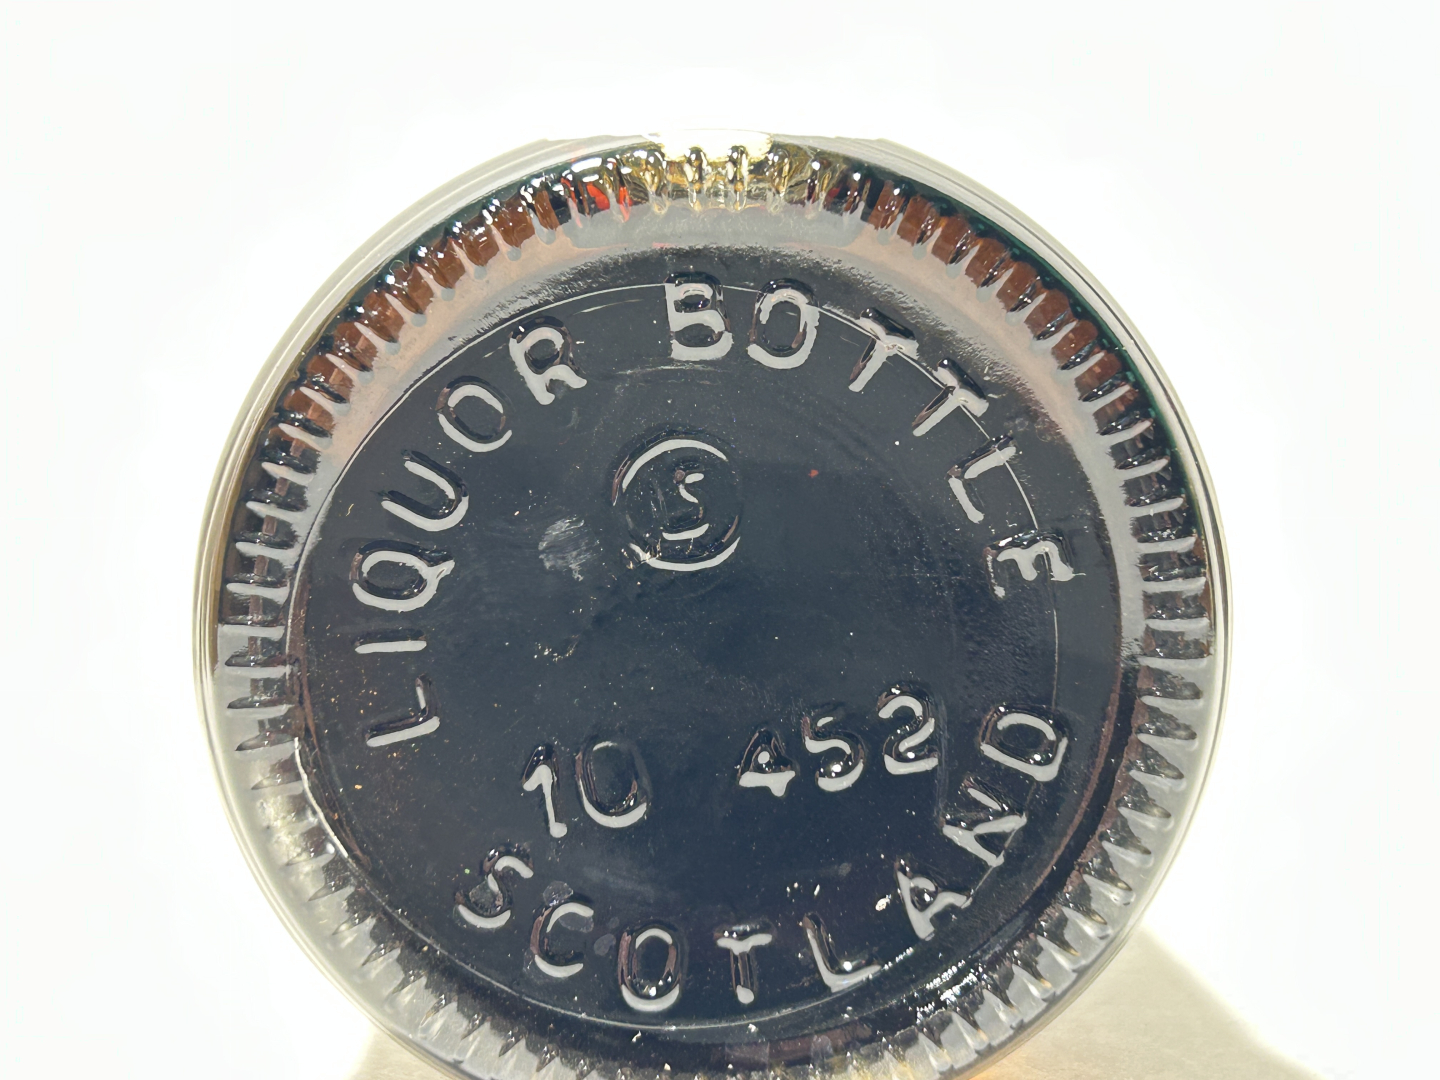 LIQUOR BOTTLE
S
10 452
SCOTLAND